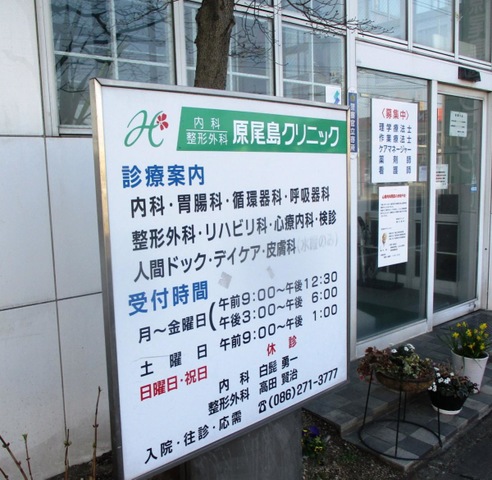 内科
整形外科
原尾島クリニック
診療案内
内科・胃腸科・循環器科・呼吸器科
整形外科・リハビリ科・心療内科・検診
人間ドック・デイケア・皮膚科
受付時間
月～金曜日 午前9:00～午後12:30
午後3:00～午後 6:00
土 曜 日 午前9:00～午後 1:00
日曜日・祝日 休 診
内 科 白髭 勇一
整形外科 高田 賢治
入院・往診・応需 ☎(086)271-3777
〈募集中〉
理学療法士
作業療法士
ケアマネージャー
薬剤師
看護師